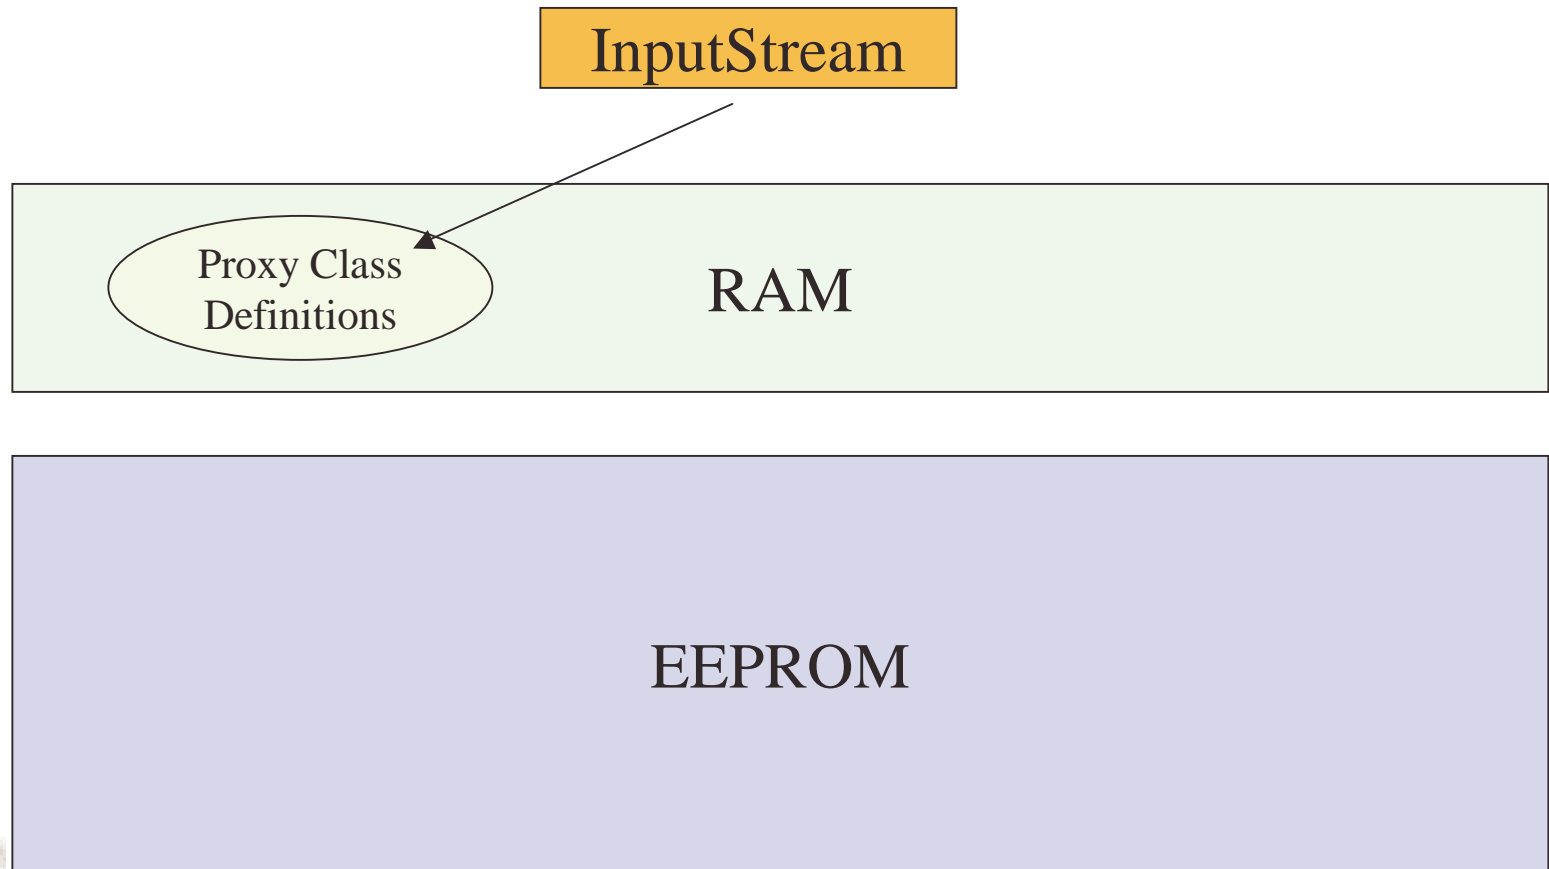 InputStream
Proxy Class
Definitions
RAM
EEPROM